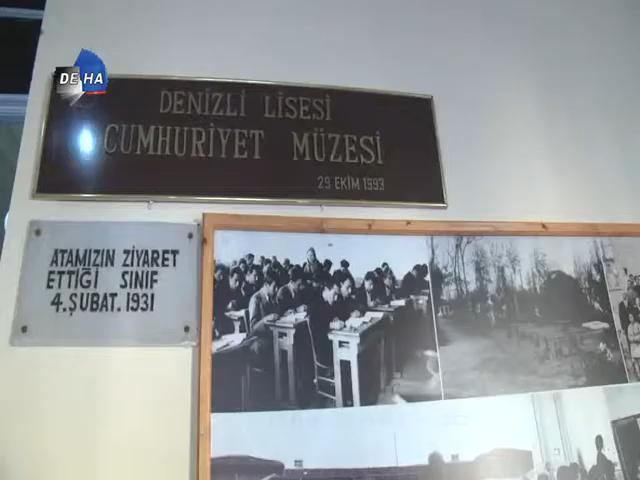 DE HA
DENİZLİ LİSESİ
CUMHURİYET MÜZESİ
29 EKİM 1993
ATAMIZIN ZİYARET
ETTİĞİ SINIF
4.ŞUBAT.1931